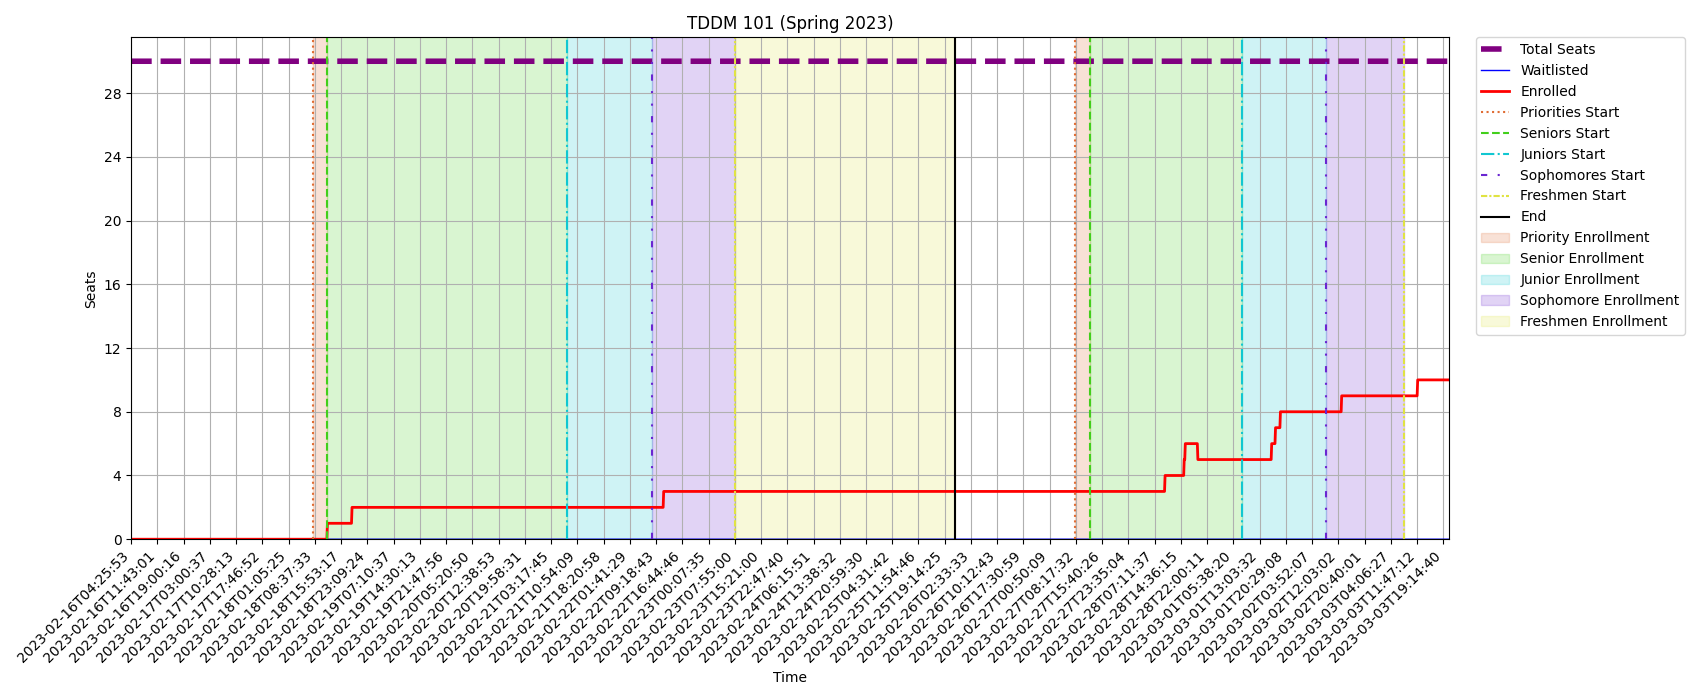 TDDM 101 (Spring 2023)
Total Seats
Waitlisted
Enrolled
Priorities Start
Seniors Start
Juniors Start
Sophomores Start
Freshmen Start
End
Priority Enrollment
Senior Enrollment
Junior Enrollment
Sophomore Enrollment
Freshmen Enrollment
Seats
28
24
20
16
12
8
4
0
2023-02-16T04:25:53
2023-02-16T11:43:01
2023-02-16T19:00:16
2023-02-17T03:00:37
2023-02-17T10:28:13
2023-02-17T17:46:52
2023-02-18T01:05:25
2023-02-18T08:37:33
2023-02-18T15:53:17
2023-02-18T23:09:24
2023-02-19T07:10:37
2023-02-19T14:30:13
2023-02-19T21:47:56
2023-02-20T05:20:50
2023-02-20T12:38:53
2023-02-20T19:58:31
2023-02-21T03:17:45
2023-02-21T10:54:09
2023-02-21T18:20:58
2023-02-22T01:41:29
2023-02-22T09:18:43
2023-02-22T16:44:46
2023-02-23T00:07:35
2023-02-23T07:55:00
2023-02-23T15:21:00
2023-02-23T22:47:40
2023-02-24T06:15:51
2023-02-24T13:38:32
2023-02-24T20:59:30
2023-02-25T04:31:42
2023-02-25T11:54:46
2023-02-25T19:14:25
2023-02-26T02:33:33
2023-02-26T10:12:43
2023-02-26T17:30:59
2023-02-27T00:50:09
2023-02-27T08:17:32
2023-02-27T15:40:26
2023-02-27T23:35:04
2023-02-28T07:11:37
2023-02-28T14:36:15
2023-02-28T22:00:11
2023-03-01T05:38:20
2023-03-01T13:03:32
2023-03-01T20:29:08
2023-03-02T03:52:07
2023-03-02T12:03:02
2023-03-02T20:40:01
2023-03-03T04:06:27
2023-03-03T11:47:12
2023-03-03T19:14:40
Time